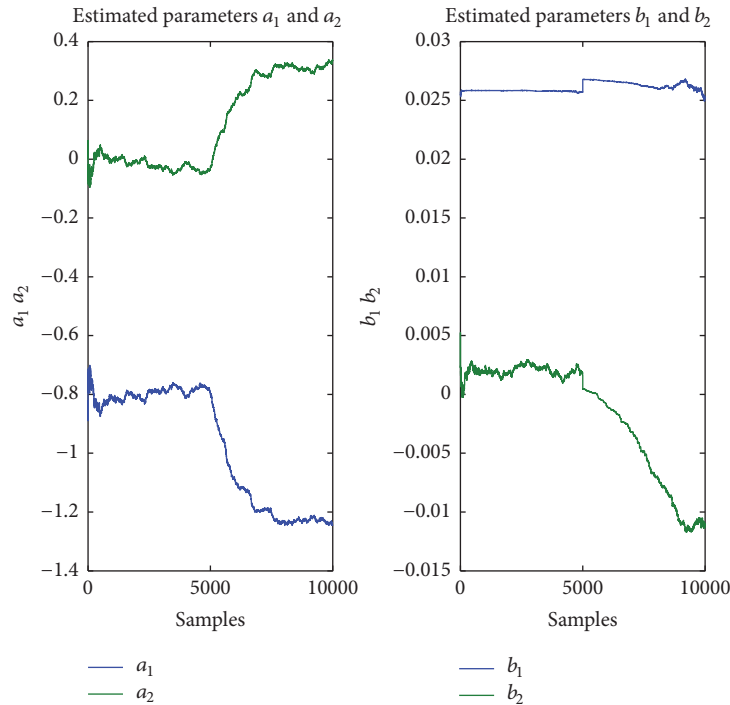 Estimated parameters a₁ and a₂
0.4
0.2
0
−0.2
−0.4
−0.6
−0.8
−1
−1.2
−1.4
a₁ a₂
0
5000
10000
Samples
a₁
a₂
Estimated parameters b₁ and b₂
0.03
0.025
0.02
0.015
0.01
0.005
0
−0.005
−0.01
−0.015
b₁ b₂
0
5000
10000
Samples
b₁
b₂